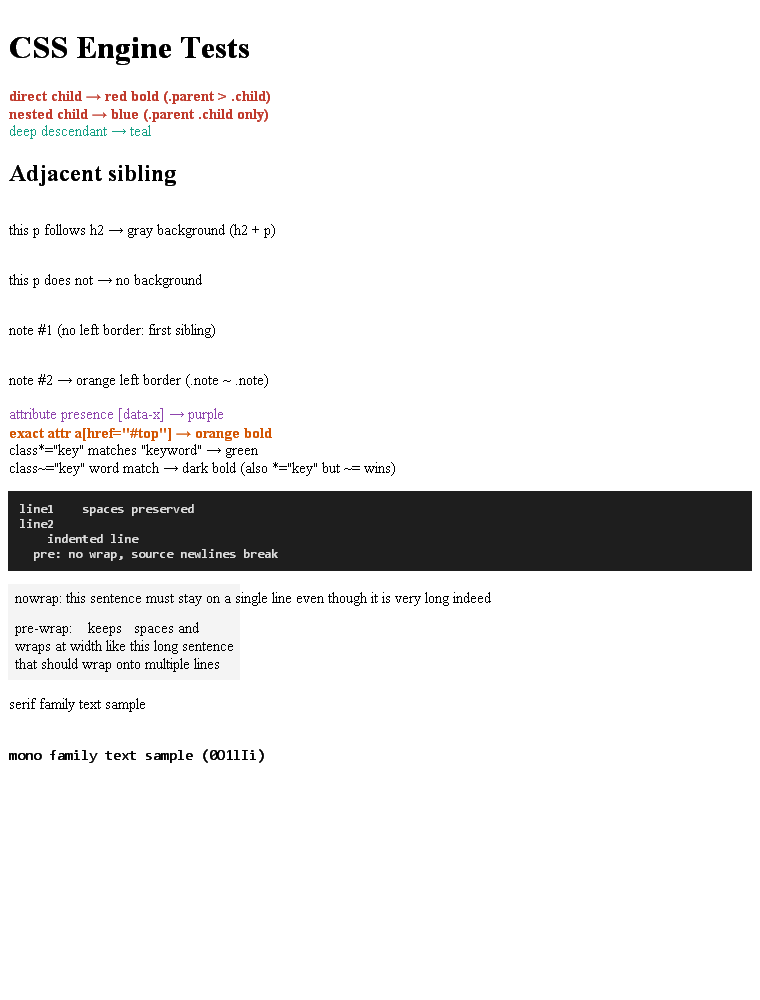 CSS Engine Tests
direct child → red bold (.parent > .child)
nested child → blue (.parent .child only)
deep descendant → teal
Adjacent sibling
this p follows h2 → gray background (h2 + p)
this p does not → no background
note #1 (no left border: first sibling)
note #2 → orange left border (.note ~ .note)
attribute presence [data-x] → purple
exact attr a[href="#top"] → orange bold
class*="key" matches "keyword" → green
class~="key" word match → dark bold (also *="key" but ~= wins)
line1    spaces preserved
line2
    indented line
  pre: no wrap, source newlines break
nowrap: this sentence must stay on a single line even though it is very long indeed
pre-wrap:    keeps   spaces and
wraps at width like this long sentence
that should wrap onto multiple lines
serif family text sample
mono family text sample (0O1lIi)